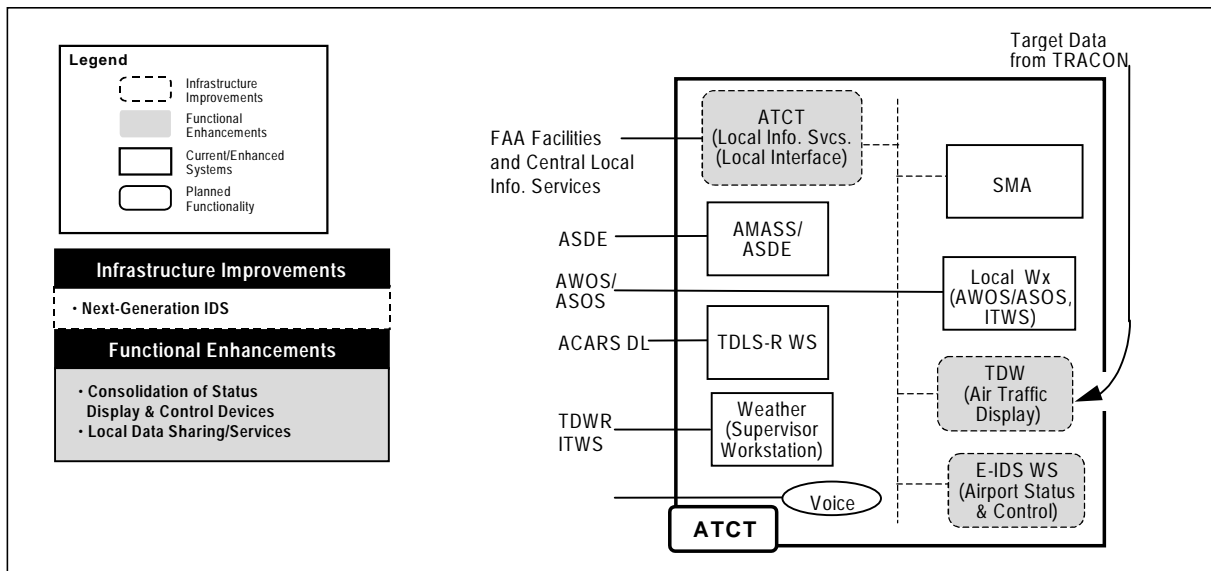 Legend
Infrastructure
Improvements
Functional
Enhancements
Current/Enhanced
Systems
Planned
Functionality
Infrastructure Improvements
• Next-Generation IDS
Functional Enhancements
• Consolidation of Status
Display & Control Devices
• Local Data Sharing/Services
Target Data
from TRACON
FAA Facilities
and Central Local
Info. Services
ATCT
(Local Info. Svcs.
(Local Interface)
SMA
ASDE
AMASS/
ASDE
AWOS/
ASOS
Local Wx
(AWOS/ASOS,
ITWS)
ACARS DL
TDLS-R WS
TDW
(Air Traffic
Display)
TDWR
ITWS
Weather
(Supervisor
Workstation)
E-IDS WS
(Airport Status
& Control)
Voice
ATCT